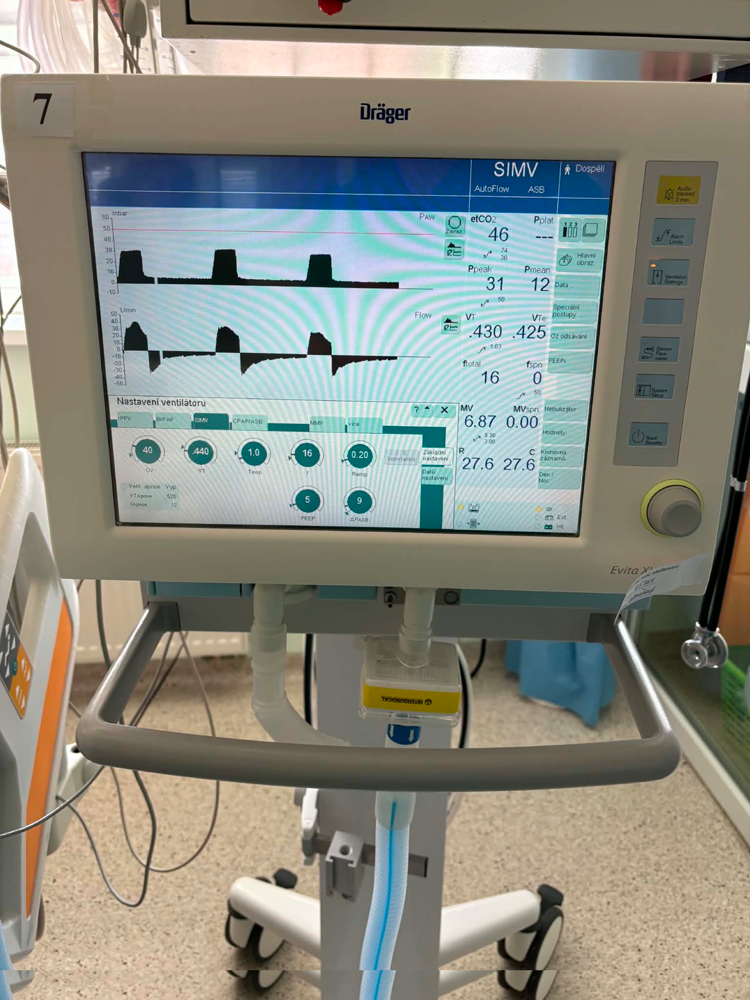 7
Dräger
SIMV
Dospělí
AutoFlow ASB
Audio paused 2 min.
Alarm Limits
Ventilator Settings
Sensor Para- meter
System Setup
Start/ Standby
mbar
Paw
60
50
40
30
20
10
0
-10
Zmraz.
etCO2
46
74
30
Pplat
---
1 2 3
Hlavní obraz
Ppeak
31
50
Pmean
12
Data...
L/min
Flow
50
40
30
20
10
0
-10
-20
-30
-40
-50
VT
.430
1.03
VTe
.425
Speciální postupy...
O2 odsávání
ftotal
16
fspn
0
50
PEEPi
Nastavení ventilátoru
?
X
IPPV
BIPAP
SIMV
CPAP/ASB
MMV
více
MV
6.87
9.30
3.00
MVspn
0.00
Nebulizátor
Hodnoty
40
O2
.440
VT
1.0
Tinsp
16
f
0.20
Ramp
I : E konstantní
Základní nastavení
Další nastavení
R
27.6
C
27.6
Knihovna záznamů...
Den / Noc
Vent. apnoe Vyp
VTApnoe 520
fApnoe 12
5
PEEP
9
ΔPASB
Ext
Int
Evita
INTERSURGICAL